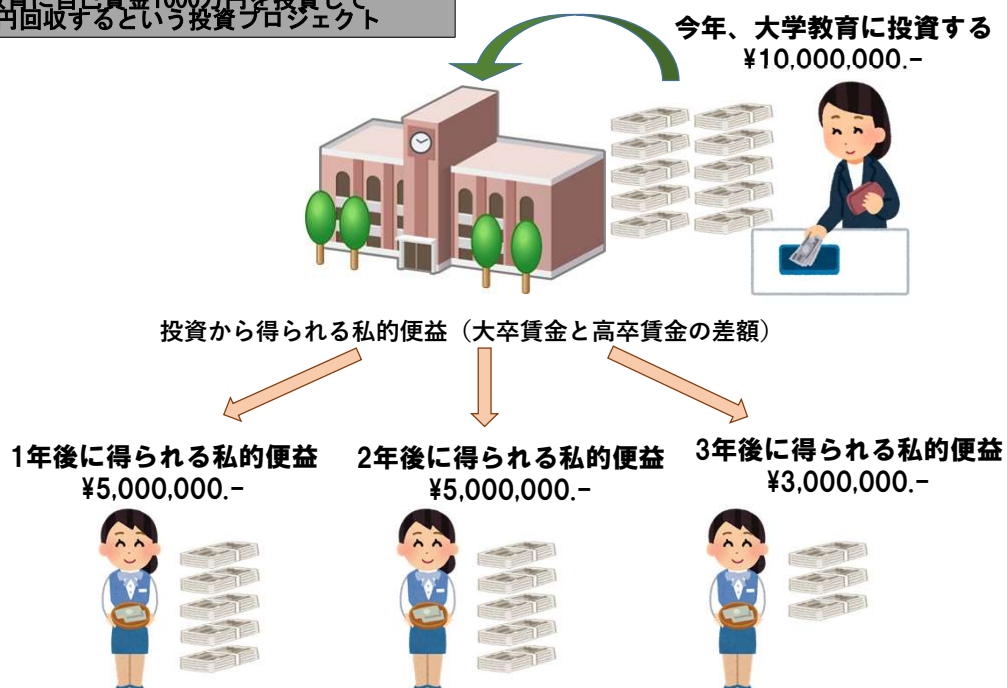 育に自己資金1000万円を投資して
円回収するという投資プロジェクト
今年、大学教育に投資する
¥10,000,000.-
投資から得られる私的便益（大卒賃金と高卒賃金の差額）
1年後に得られる私的便益
¥5,000,000.-
2年後に得られる私的便益
¥5,000,000.-
3年後に得られる私的便益
¥3,000,000.-